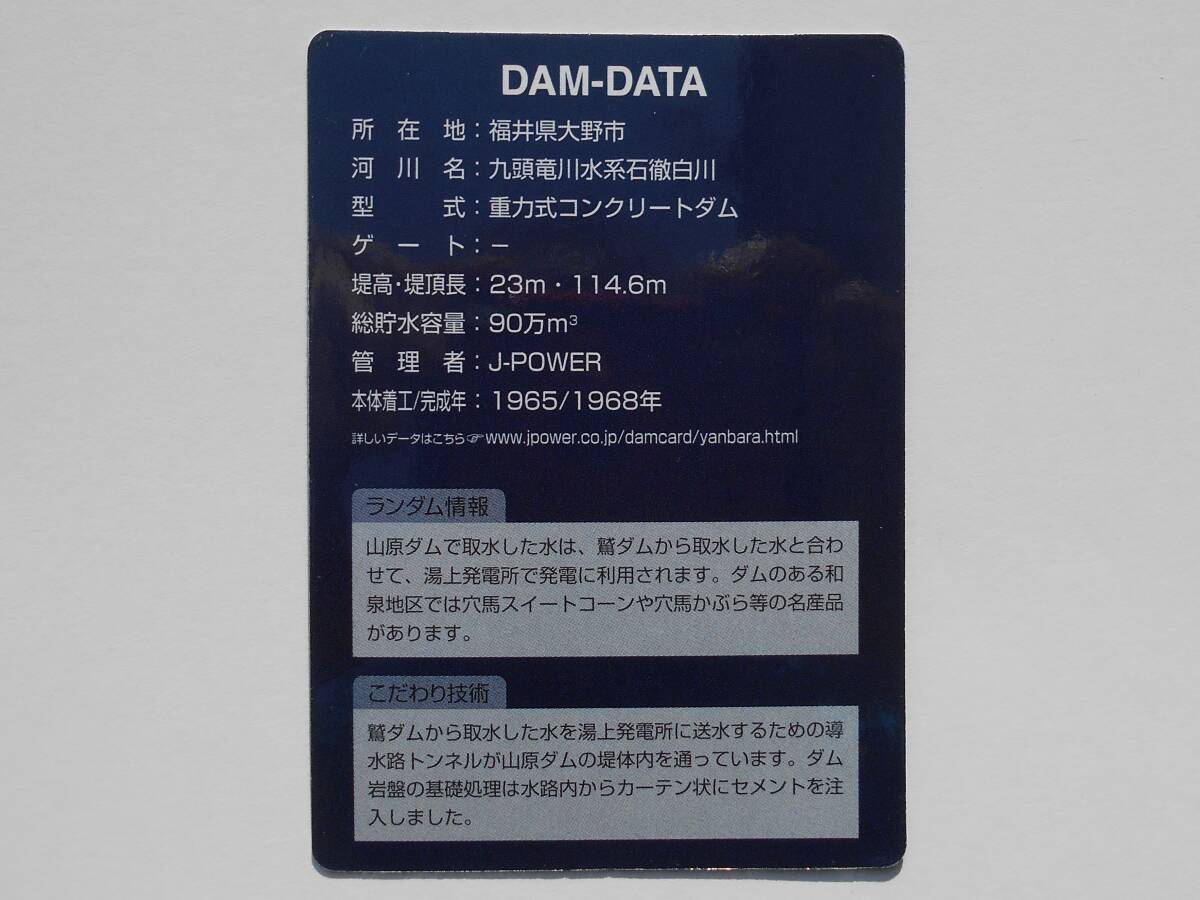 DAM-DATA
所在地：福井県大野市
河川名：九頭竜川水系石徹白川
型式：重力式コンクリートダム
ゲート：－
堤高・堤頂長：23m・114.6m
総貯水容量：90万m³
管理者：J-POWER
本体着工/完成年：1965/1968年
詳しいデータはこちら☞www.jpower.co.jp/damcard/yanbara.html
ランダム情報
山原ダムで取水した水は、鷲ダムから取水した水と合わ
せて、湯上発電所で発電に利用されます。ダムのある和
泉地区では穴馬スイートコーンや穴馬かぶら等の名産品
があります。
こだわり技術
鷲ダムから取水した水を湯上発電所に送水するための導
水路トンネルが山原ダムの堤体内を通っています。ダム
岩盤の基礎処理は水路内からカーテン状にセメントを注
入しました。